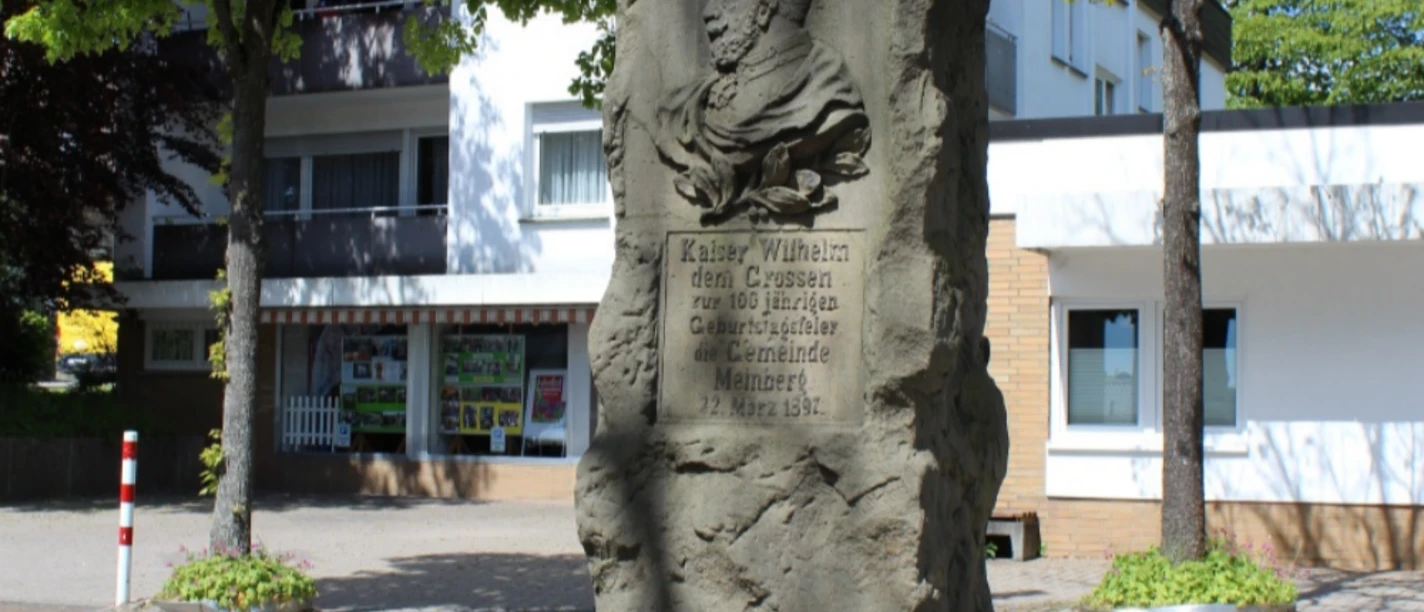 Kaiser Wilhelm
dem Grossen
zur 100 jährigen
Geburtstagsfeier
die Gemeinde
Meinberg
22. März 1897.